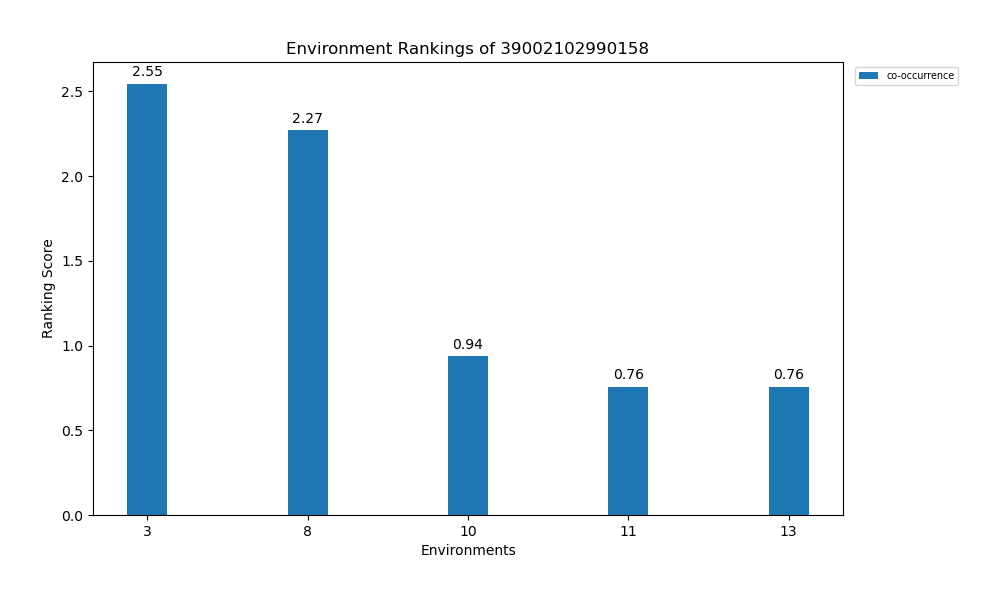 Environment Rankings of 39002102990158
co-occurrence
2.55
2.27
0.94
0.76
0.76
Ranking Score
2.5
2.0
1.5
1.0
0.5
0.0
3 8 10 11 13
Environments